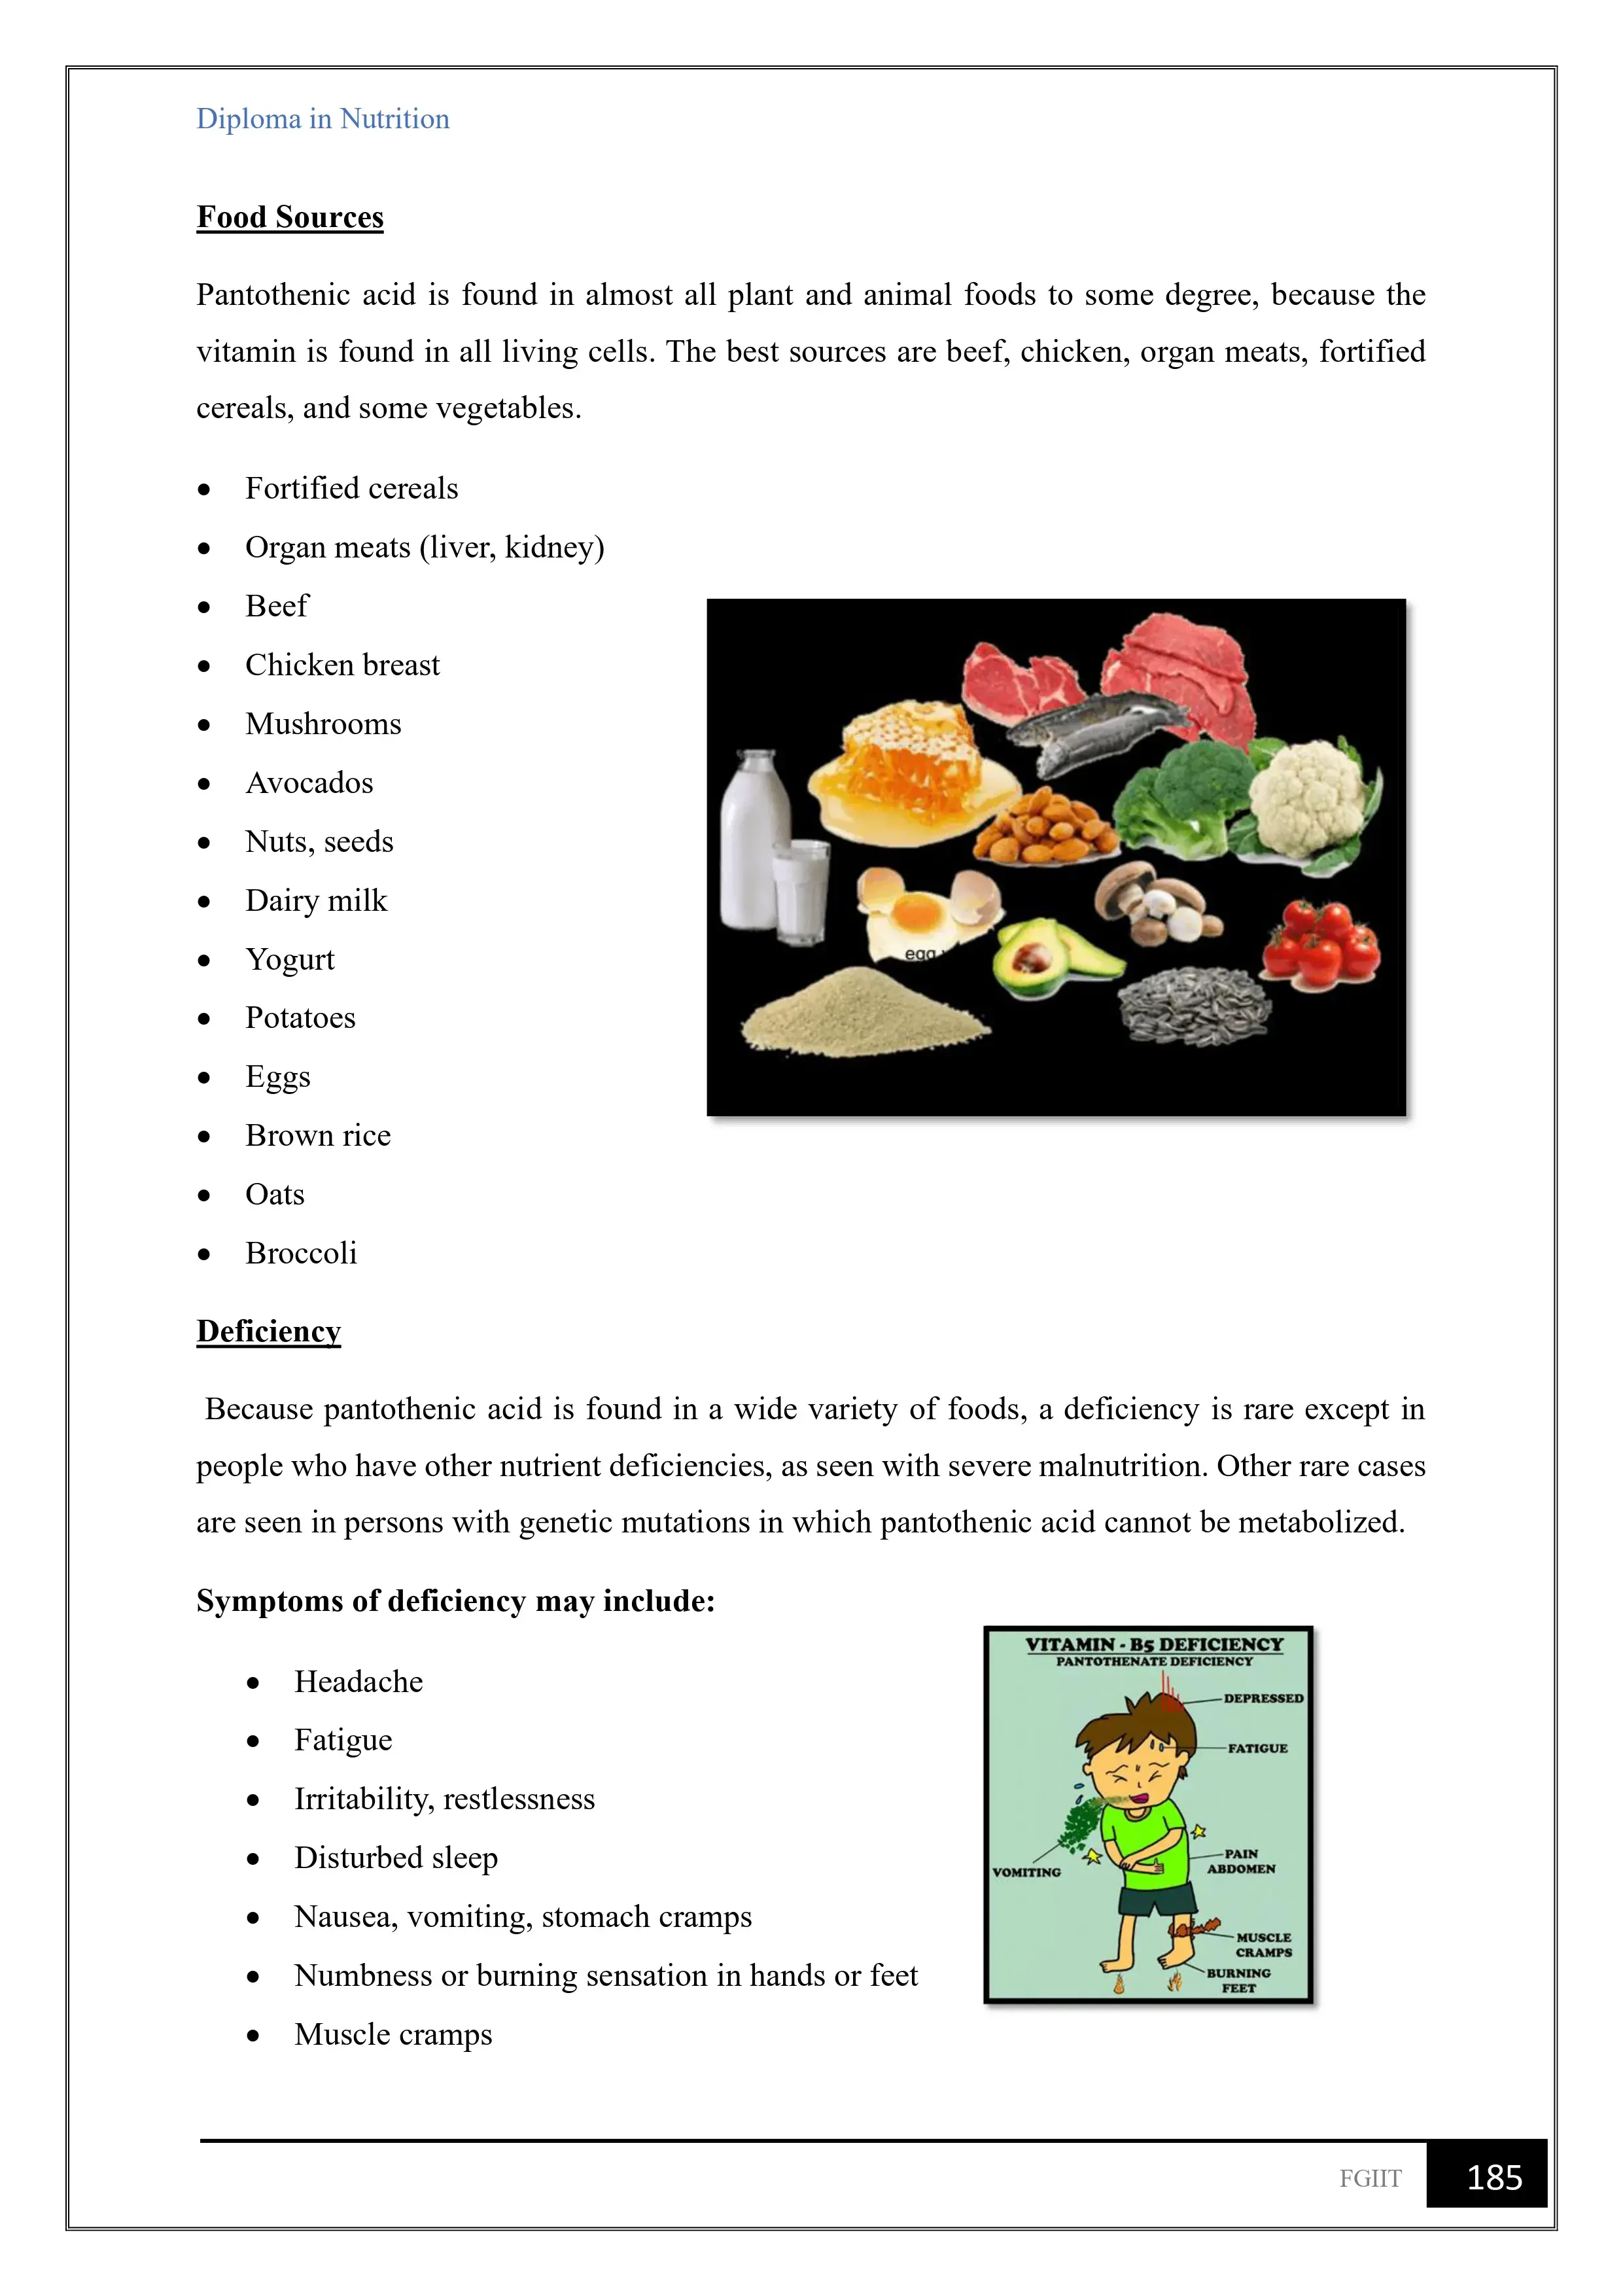 Diploma in Nutrition
Food Sources
Pantothenic acid is found in almost all plant and animal foods to some degree, because the
vitamin is found in all living cells. The best sources are beef, chicken, organ meats, fortified
cereals, and some vegetables.
• Fortified cereals
• Organ meats (liver, kidney)
• Beef
• Chicken breast
• Mushrooms
• Avocados
• Nuts, seeds
• Dairy milk
• Yogurt
• Potatoes
• Eggs
• Brown rice
• Oats
• Broccoli
egg
Deficiency
Because pantothenic acid is found in a wide variety of foods, a deficiency is rare except in
people who have other nutrient deficiencies, as seen with severe malnutrition. Other rare cases
are seen in persons with genetic mutations in which pantothenic acid cannot be metabolized.
Symptoms of deficiency may include:
• Headache
• Fatigue
• Irritability, restlessness
• Disturbed sleep
• Nausea, vomiting, stomach cramps
• Numbness or burning sensation in hands or feet
• Muscle cramps
VITAMIN - B5 DEFICIENCY
PANTOTHENATE DEFICIENCY
DEPRESSED
FATIGUE
VOMITING
PAIN
ABDOMEN
MUSCLE
CRAMPS
BURNING
FEET
FGIIT 185